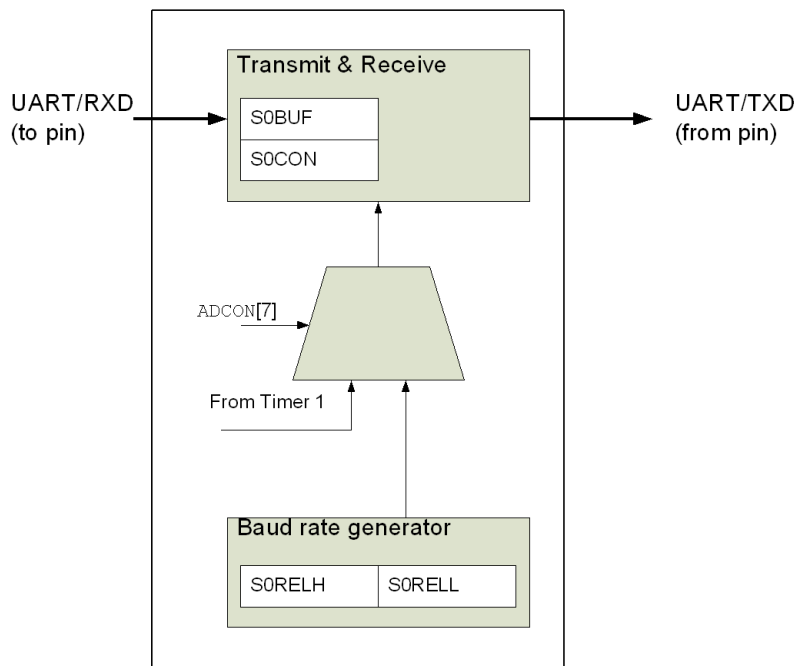 Transmit & Receive
UART/RXD
(to pin)
UART/TXD
(from pin)
S0BUF
S0CON
ADCON[7]
From Timer 1
Baud rate generator
S0RELH
S0RELL